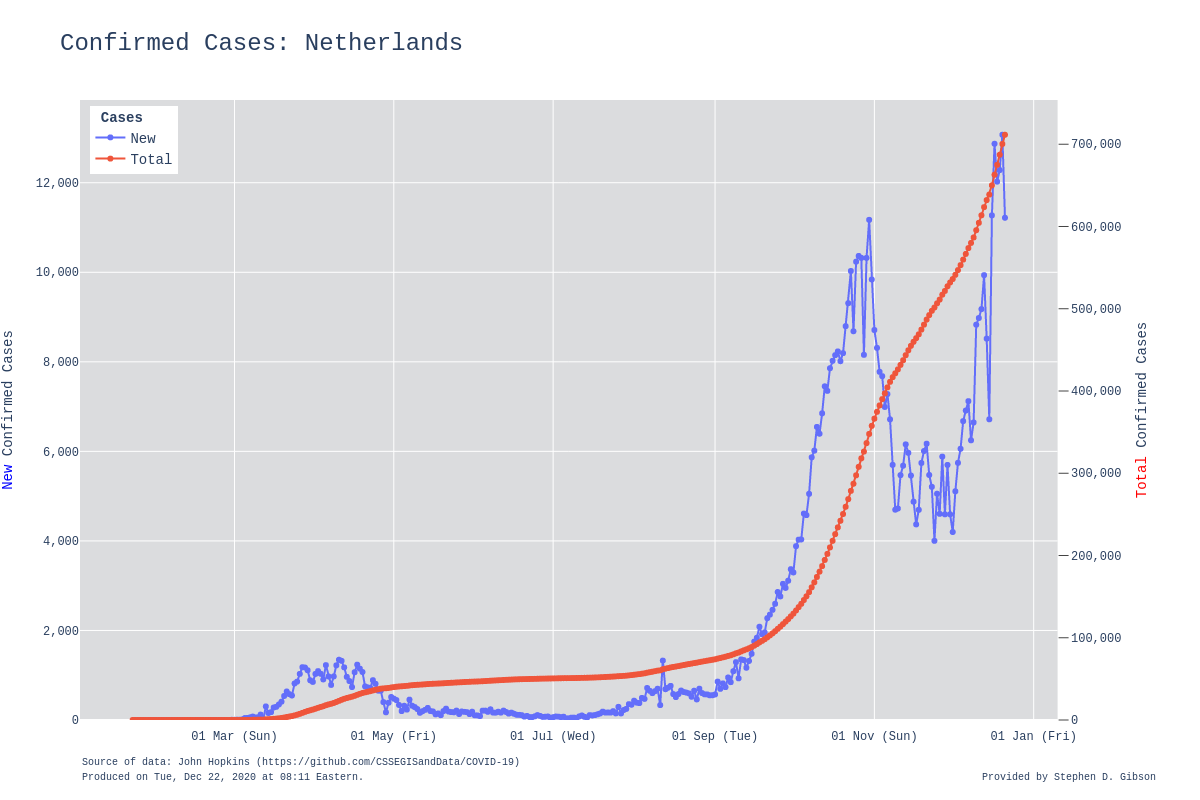 Confirmed Cases: Netherlands
Cases
New
Total
12,000
10,000
8,000
6,000
4,000
2,000
0
700,000
600,000
500,000
400,000
300,000
200,000
100,000
0
New Confirmed Cases
Total Confirmed Cases
01 Mar (Sun)
01 May (Fri)
01 Jul (Wed)
01 Sep (Tue)
01 Nov (Sun)
01 Jan (Fri)
Source of data: John Hopkins (https://github.com/CSSEGISandData/COVID-19)
Produced on Tue, Dec 22, 2020 at 08:11 Eastern.
Provided by Stephen D. Gibson